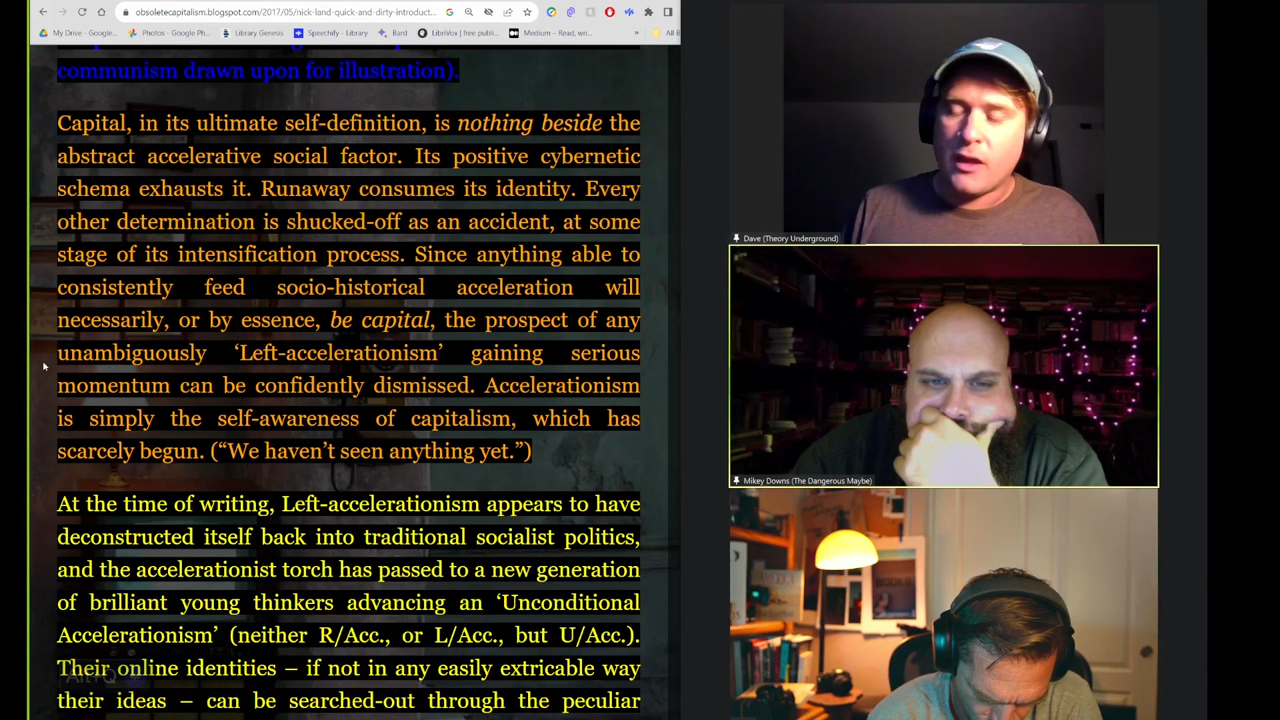 obsoletecapitalism.blogspot.com/2017/05/nick-land-quick-and-dirty-introduct...
My Drive - Google...
Photos - Google Ph...
Library Genesis
Speechify - Library
Bard
LibriVox | free publi...
Medium – Read, wri...
»
All B
communism drawn upon for illustration).
Capital, in its ultimate self-definition, is nothing beside the
abstract accelerative social factor. Its positive cybernetic
schema exhausts it. Runaway consumes its identity. Every
other determination is shucked-off as an accident, at some
stage of its intensification process. Since anything able to
consistently feed socio-historical acceleration will
necessarily, or by essence, be capital, the prospect of any
unambiguously ‘Left-accelerationism’ gaining serious
momentum can be confidently dismissed. Accelerationism
is simply the self-awareness of capitalism, which has
scarcely begun. (“We haven’t seen anything yet.”)
At the time of writing, Left-accelerationism appears to have
deconstructed itself back into traditional socialist politics,
and the accelerationist torch has passed to a new generation
of brilliant young thinkers advancing an ‘Unconditional
Accelerationism’ (neither R/Acc., or L/Acc., but U/Acc.).
Their online identities – if not in any easily extricable way
their ideas – can be searched-out through the peculiar
Alt+Q
Dave (Theory Underground)
Mikey Downs (The Dangerous Maybe)